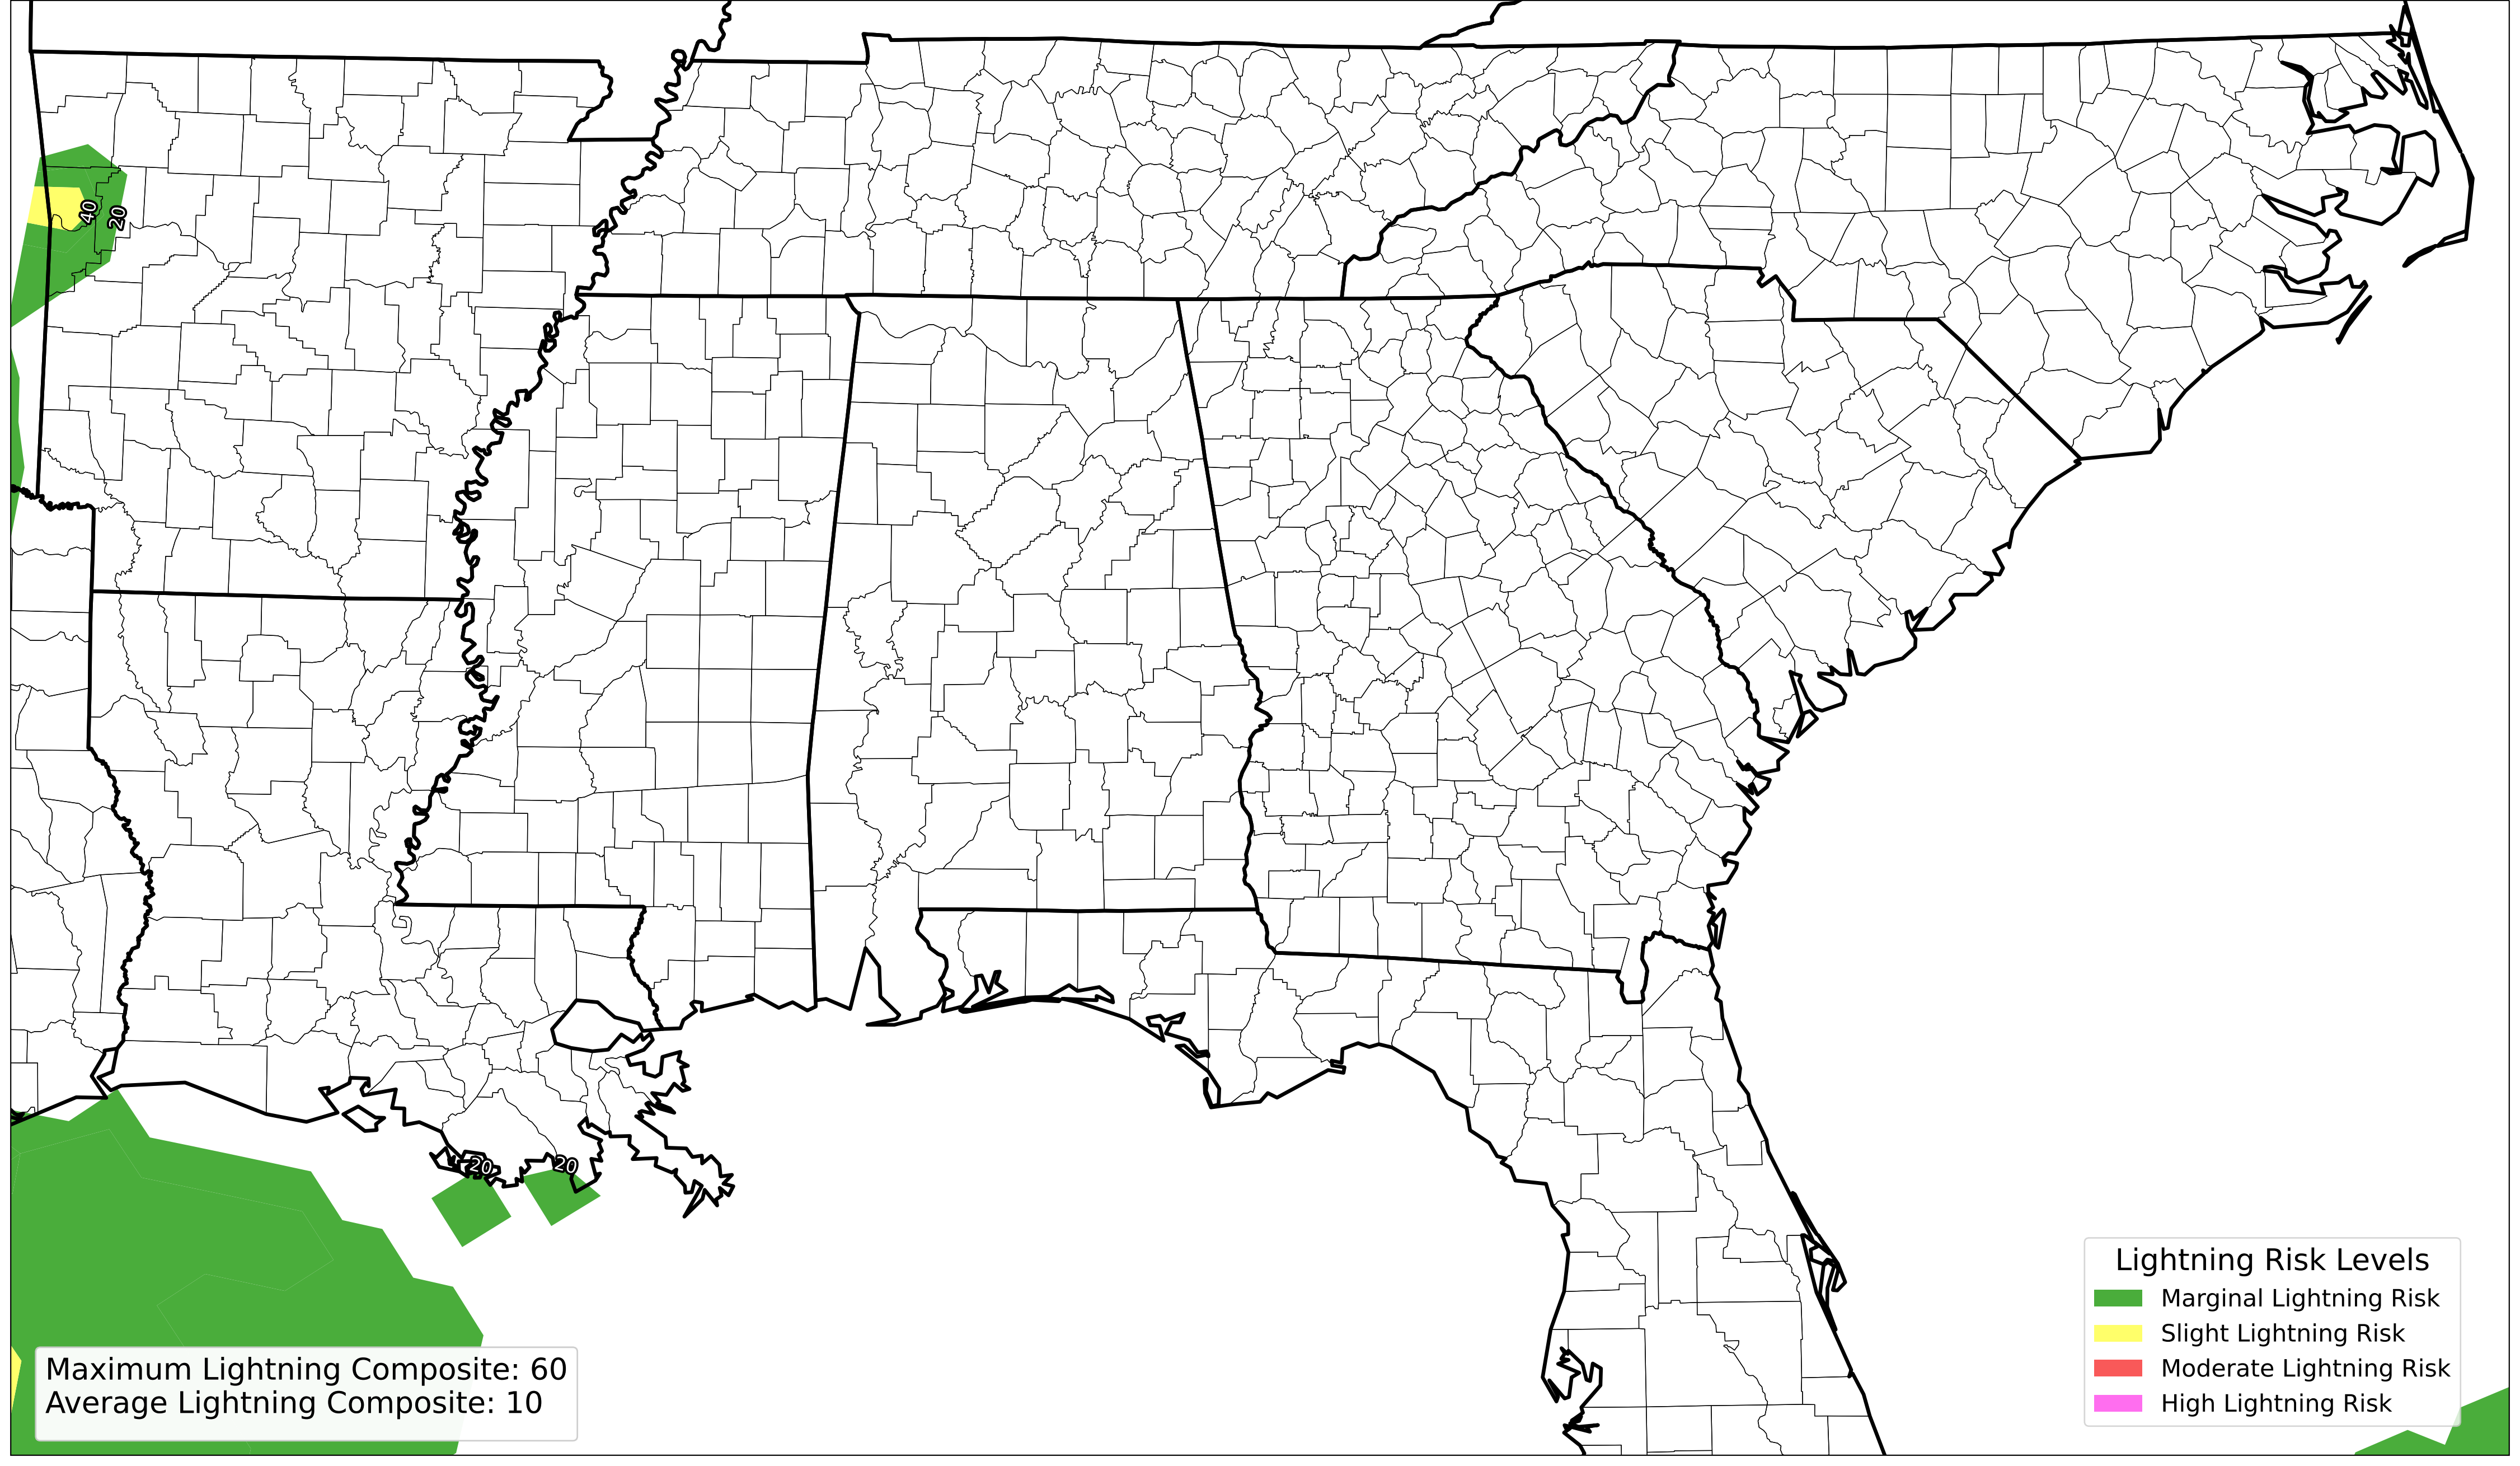 40
20
20
20
Lightning Risk Levels
Marginal Lightning Risk
Slight Lightning Risk
Moderate Lightning Risk
High Lightning Risk
Maximum Lightning Composite: 60
Average Lightning Composite: 10